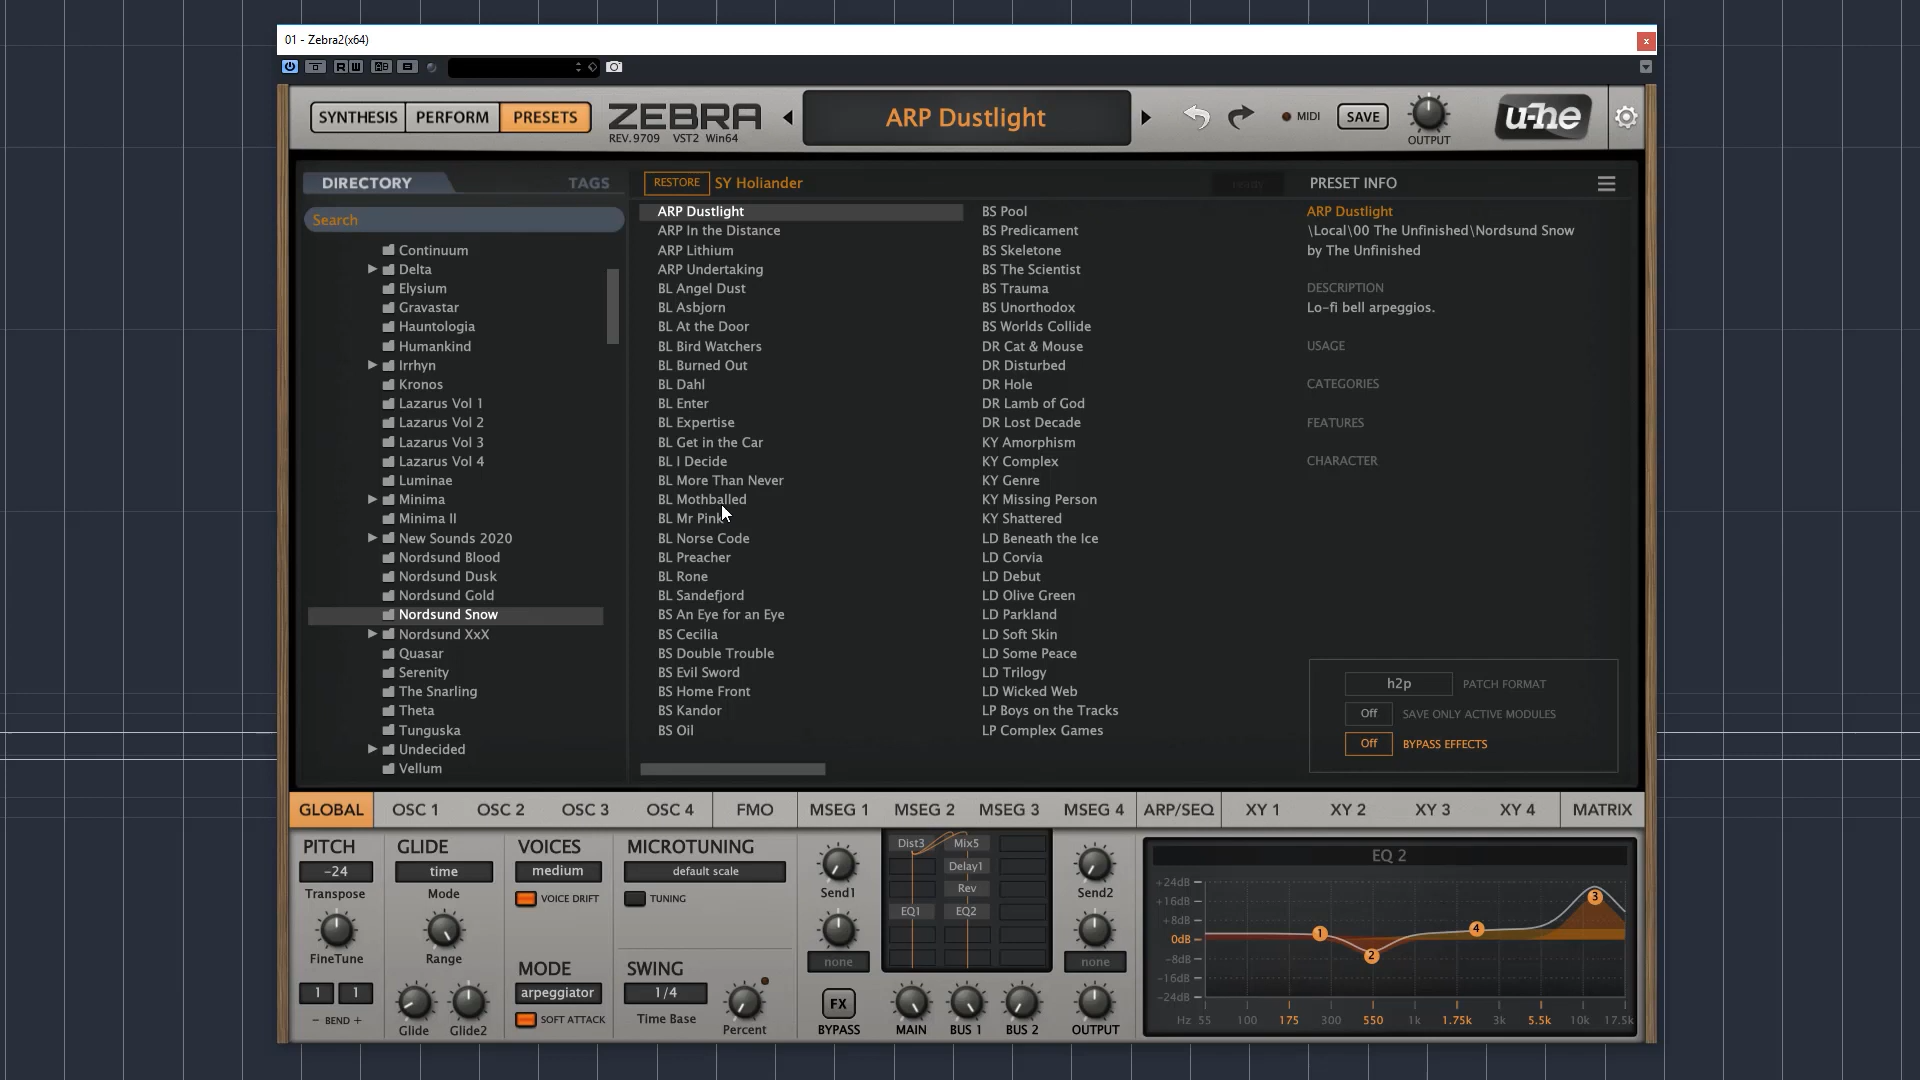 01 - Zebra2(x64)
SYNTHESIS PERFORM PRESETS
ZEBRA
REV.9709 VST2 Win64
ARP Dustlight
MIDI
SAVE
OUTPUT
u-he
DIRECTORY TAGS
Search
Continuum
Delta
Elysium
Gravastar
Hauntologia
Humankind
Irrhyn
Kronos
Lazarus Vol 1
Lazarus Vol 2
Lazarus Vol 3
Lazarus Vol 4
Luminae
Minima
Minima II
New Sounds 2020
Nordsund Blood
Nordsund Dusk
Nordsund Gold
Nordsund Snow
Nordsund XxX
Quasar
Serenity
The Snarling
Theta
Tunguska
Undecided
Vellum
RESTORE SY Holiander
ARP Dustlight
ARP In the Distance
ARP Lithium
ARP Undertaking
BL Angel Dust
BL Asbjorn
BL At the Door
BL Bird Watchers
BL Burned Out
BL Dahl
BL Enter
BL Expertise
BL Get in the Car
BL I Decide
BL More Than Never
BL Mothballed
BL Mr Pink
BL Norse Code
BL Preacher
BL Rone
BL Sandefjord
BS An Eye for an Eye
BS Cecilia
BS Double Trouble
BS Evil Sword
BS Home Front
BS Kandor
BS Oil
BS Pool
BS Predicament
BS Skeletone
BS The Scientist
BS Trauma
BS Unorthodox
BS Worlds Collide
DR Cat & Mouse
DR Disturbed
DR Hole
DR Lamb of God
DR Lost Decade
KY Amorphism
KY Complex
KY Genre
KY Missing Person
KY Shattered
LD Beneath the Ice
LD Corvia
LD Debut
LD Olive Green
LD Parkland
LD Soft Skin
LD Some Peace
LD Trilogy
LD Wicked Web
LP Boys on the Tracks
LP Complex Games
PRESET INFO
ARP Dustlight
\Local\00 The Unfinished\Nordsund Snow
by The Unfinished
DESCRIPTION
Lo-fi bell arpeggios.
USAGE
CATEGORIES
FEATURES
CHARACTER
h2p PATCH FORMAT
Off SAVE ONLY ACTIVE MODULES
Off BYPASS EFFECTS
GLOBAL OSC 1 OSC 2 OSC 3 OSC 4 FMO MSEG 1 MSEG 2 MSEG 3 MSEG 4 ARP/SEQ XY 1 XY 2 XY 3 XY 4 MATRIX
PITCH
-24
Transpose
FineTune
1 1
- BEND +
GLIDE
time
Mode
Range
Glide Glide2
VOICES
medium
VOICE DRIFT
MODE
arpeggiator
SOFT ATTACK
MICROTUNING
default scale
TUNING
SWING
1/4
Time Base
Percent
Send1
none
FX
BYPASS
Dist3 Mix5
Delay1
Rev
EQ1 EQ2
MAIN BUS 1 BUS 2
Send2
none
OUTPUT
EQ 2
+24dB
+16dB
+8dB
0dB
-8dB
-16dB
-24dB
1 2 3 4
Hz 55 100 175 300 550 1k 1.75k 3k 5.5k 10k 17.5k